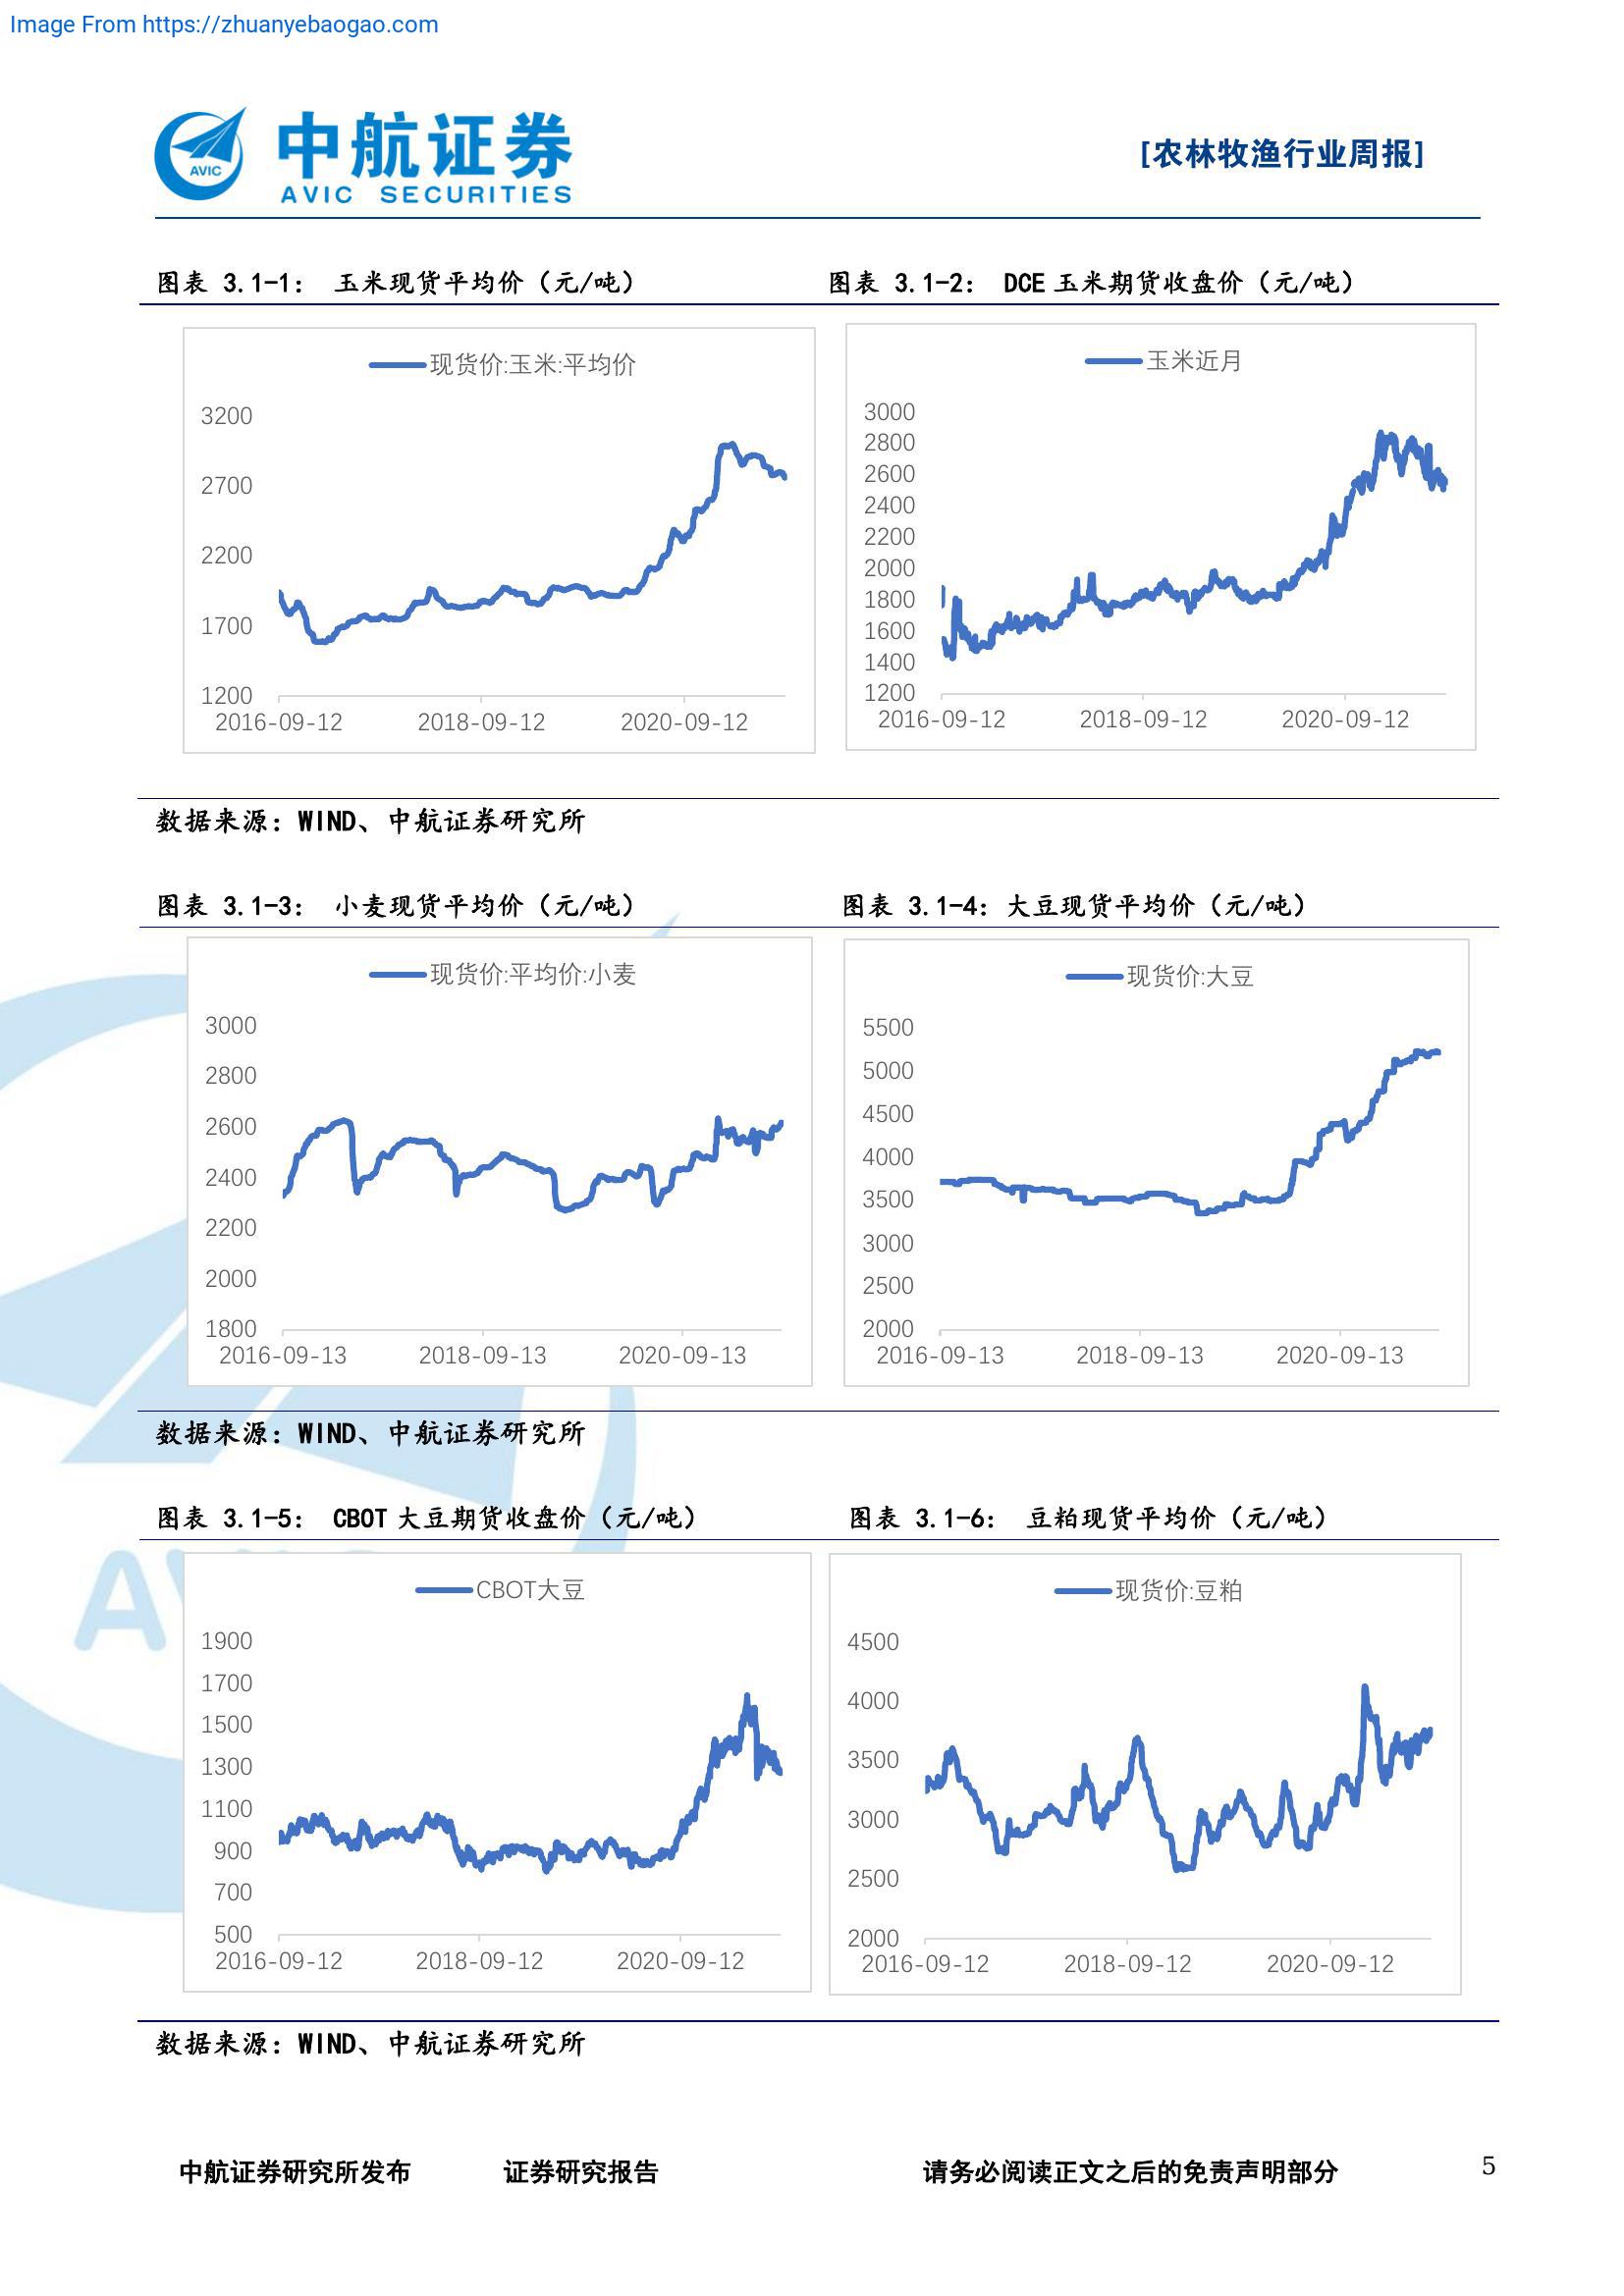 Image From https://zhuanyebaogao.com
AVIC
中航证券
AVIC SECURITIES
[农林牧渔行业周报]
图表 3.1-1： 玉米现货平均价（元/吨）
图表 3.1-2： DCE 玉米期货收盘价（元/吨）
现货价:玉米:平均价
3200
2700
2200
1700
1200
2016-09-12 2018-09-12 2020-09-12
玉米近月
3000
2800
2600
2400
2200
2000
1800
1600
1400
1200
2016-09-12 2018-09-12 2020-09-12
数据来源：WIND、中航证券研究所
图表 3.1-3： 小麦现货平均价（元/吨）
图表 3.1-4：大豆现货平均价（元/吨）
现货价:平均价:小麦
3000
2800
2600
2400
2200
2000
1800
2016-09-13 2018-09-13 2020-09-13
现货价:大豆
5500
5000
4500
4000
3500
3000
2500
2000
2016-09-13 2018-09-13 2020-09-13
数据来源：WIND、中航证券研究所
图表 3.1-5： CBOT 大豆期货收盘价（元/吨）
图表 3.1-6： 豆粕现货平均价（元/吨）
CBOT大豆
1900
1700
1500
1300
1100
900
700
500
2016-09-12 2018-09-12 2020-09-12
现货价:豆粕
4500
4000
3500
3000
2500
2000
2016-09-12 2018-09-12 2020-09-12
数据来源：WIND、中航证券研究所
中航证券研究所发布 证券研究报告 请务必阅读正文之后的免责声明部分 5